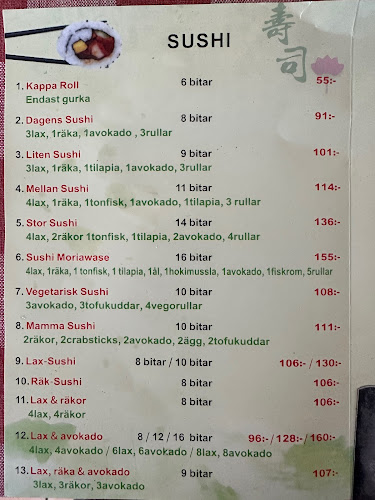 SUSHI
寿
司
1. Kappa Roll 6 bitar 55:-
Endast gurka
2. Dagens Sushi 8 bitar 91:-
3lax, 1räka, 1avokado , 3rullar
3. Liten Sushi 9 bitar 101:-
3lax, 1räka, 1tilapia, 1avokado, 3rullar
4. Mellan Sushi 11 bitar 114:-
4lax, 1räka, 1tonfisk, 1avokado, 1tilapia, 3 rullar
5. Stor Sushi 14 bitar 136:-
4lax, 2räkor 1tonfisk, 1tilapia, 2avokado, 4rullar
6. Sushi Moriawase 16 bitar 155:-
4lax, 1räka, 1 tonfisk, 1 tilapia, 1ål, 1hokimussla, 1avokado, 1fiskrom, 5rullar
7. Vegetarisk Sushi 10 bitar 108:-
3avokado, 3tofukuddar, 4vegorullar
8. Mamma Sushi 10 bitar 111:-
2räkor, 2crabsticks, 2avokado, 2ägg, 2tofukuddar
9. Lax-Sushi 8 bitar / 10 bitar 106:- / 130:-
10. Räk-Sushi 8 bitar 106:-
11. Lax & räkor 8 bitar 106:-
4lax, 4räkor
12. Lax & avokado 8 / 12 / 16 bitar 96:- / 128:- / 160:-
4lax, 4avokado / 6lax, 6avokado / 8lax, 8avokado
13. Lax, räka & avokado 9 bitar 107:-
3lax, 3räkor, 3avokado